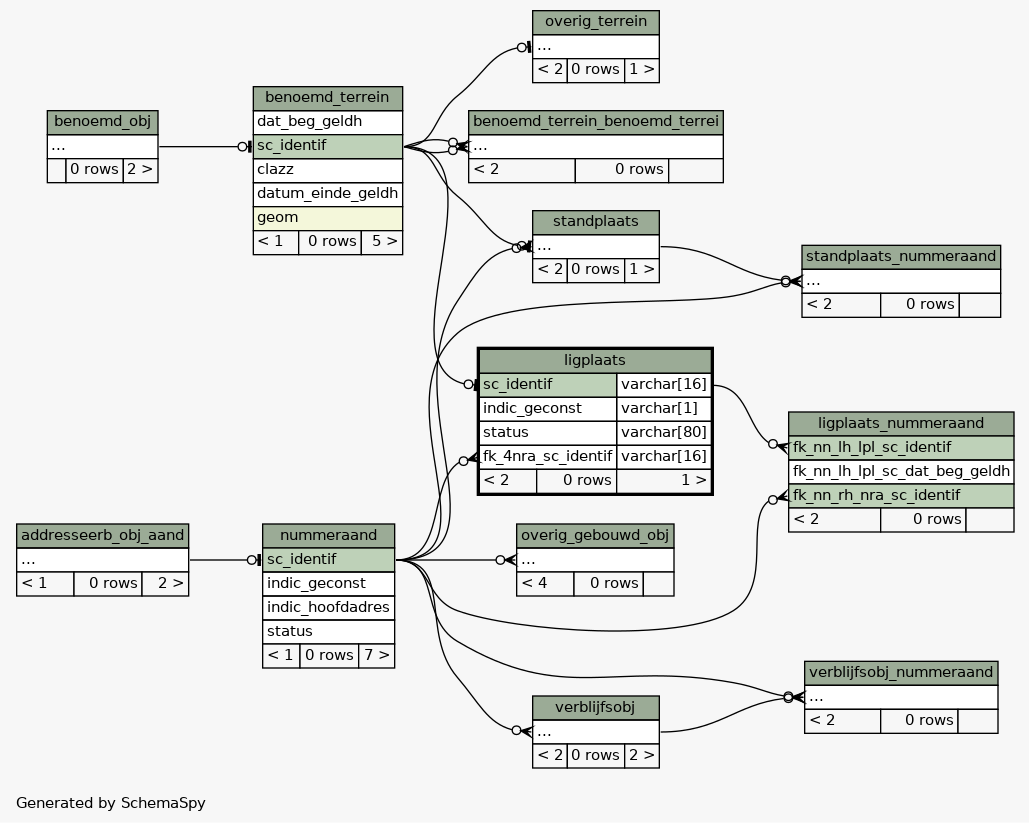 overig_terrein
...
< 2 0 rows 1 >
benoemd_terrein
dat_beg_geldh
sc_identif
clazz
datum_einde_geldh
geom
< 1 0 rows 5 >
benoemd_obj
...
0 rows 2 >
benoemd_terrein_benoemd_terrei
...
< 2 0 rows
standplaats
...
< 2 0 rows 1 >
standplaats_nummeraand
...
< 2 0 rows
ligplaats
sc_identif varchar[16]
indic_geconst varchar[1]
status varchar[80]
fk_4nra_sc_identif varchar[16]
< 2 0 rows 1 >
ligplaats_nummeraand
fk_nn_lh_lpl_sc_identif
fk_nn_lh_lpl_sc_dat_beg_geldh
fk_nn_rh_nra_sc_identif
< 2 0 rows
addresseerb_obj_aand
...
< 1 0 rows 2 >
nummeraand
sc_identif
indic_geconst
indic_hoofdadres
status
< 1 0 rows 7 >
overig_gebouwd_obj
...
< 4 0 rows
verblijfsobj_nummeraand
...
< 2 0 rows
verblijfsobj
...
< 2 0 rows 2 >
Generated by SchemaSpy